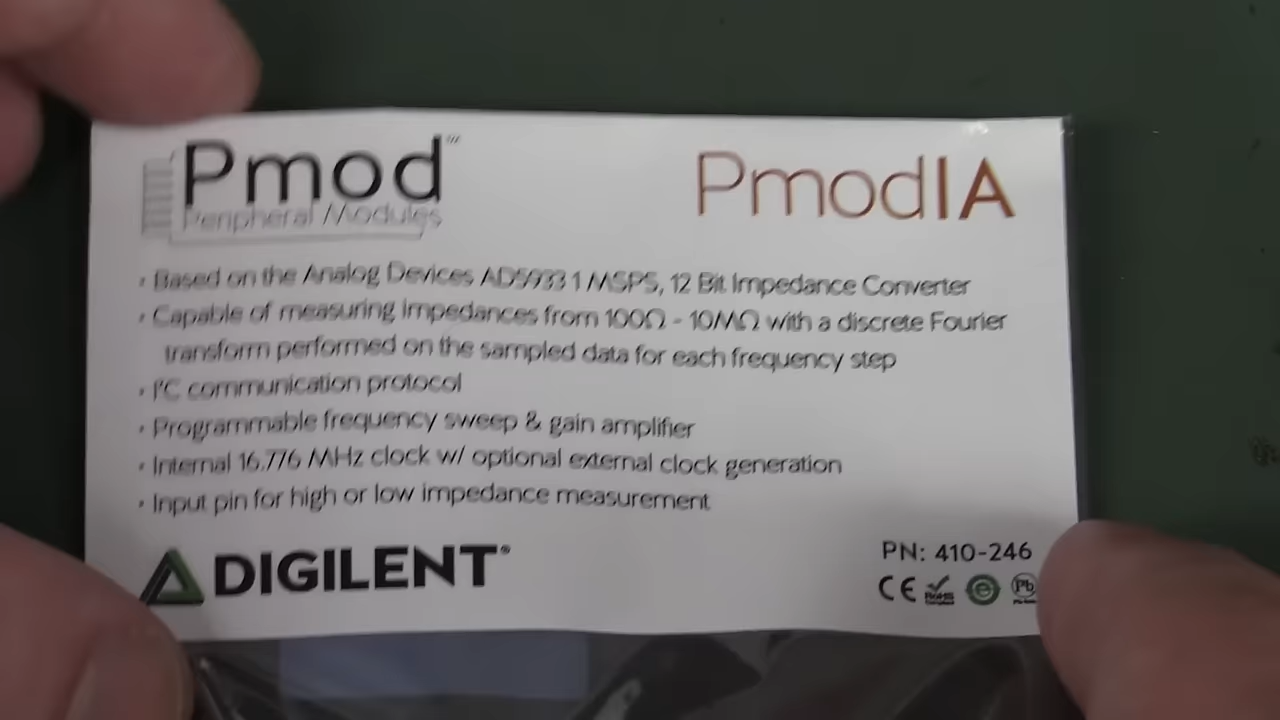 Pmod™
PmodIA
Peripheral Modules
· Based on the Analog Devices AD5933 1 MSPS, 12 Bit Impedance Converter
· Capable of measuring impedances from 100Ω - 10MΩ with a discrete Fourier
transform performed on the sampled data for each frequency step
· I²C communication protocol
· Programmable frequency sweep & gain amplifier
· Internal 16.776 MHz clock w/ optional external clock generation
· Input pin for high or low impedance measurement
DIGILENT®
PN: 410-246
CE RoHS e Pb